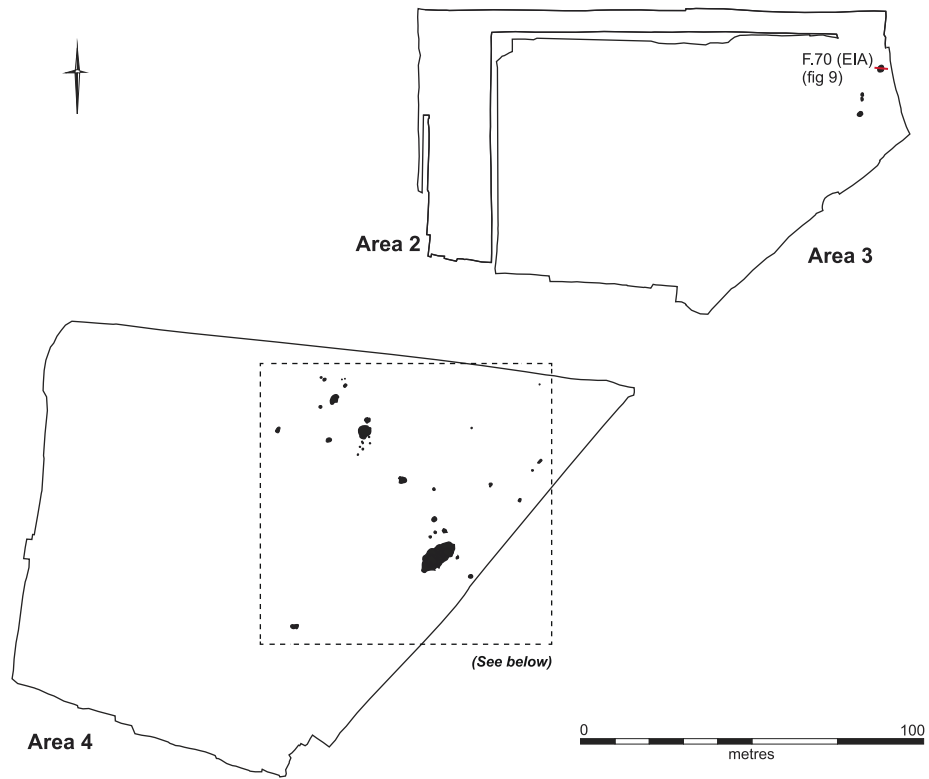 F.70 (EIA)
(fig 9)
Area 2
Area 3
(See below)
Area 4
0 100
metres